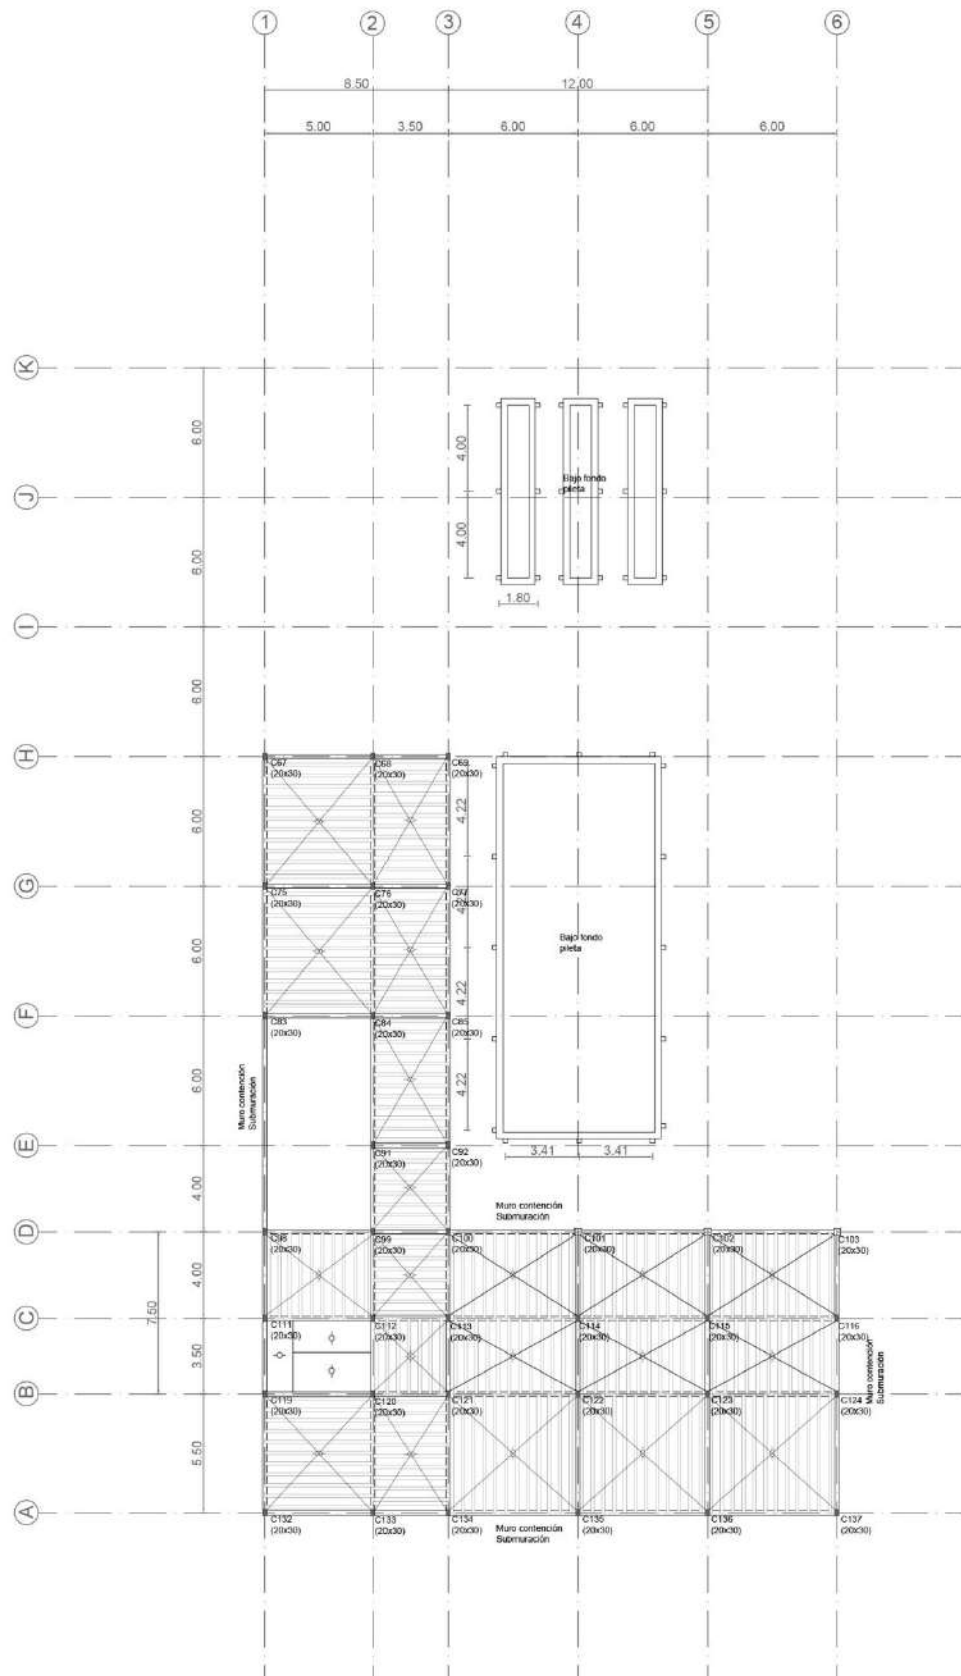 1 2 3 4 5 6
8.50 12.00
5.00 3.50 6.00 6.00 6.00
K
6.00
4.00
Bajo fondo
pileta
J
4.00
6.00
1.80
I
6.00
H
C67 C68 C69
(20x30) (20x30) (20x30)
6.00 4.22
G
C75 C76 C77
(20x30) (20x30) (20x30)
Bajo fondo
pileta
6.00
4.22
F
C83 C84 C85
(20x30) (20x30) (20x30)
Muro contención
Submuración
6.00 4.22
E
C91 C92
(20x30) (20x30)
3.41 3.41
4.00
Muro contención
Submuración
D
C98 C99 C100 C101 C102 C103
(20x30) (20x30) (20x30) (20x30) (20x30) (20x30)
4.00
7.50
C
C111 C112 C113 C114 C115 C116
(20x30) (20x30) (20x30) (20x30) (20x30) (20x30)
3.50
Muro contención
Submuración
B
C119 C120 C121 C122 C123 C124
(20x30) (20x30) (20x30) (20x30) (20x30) (20x30)
5.50
A
C132 C133 C134 C135 C136 C137
(20x30) (20x30) (20x30) (20x30) (20x30) (20x30)
Muro contención
Submuración